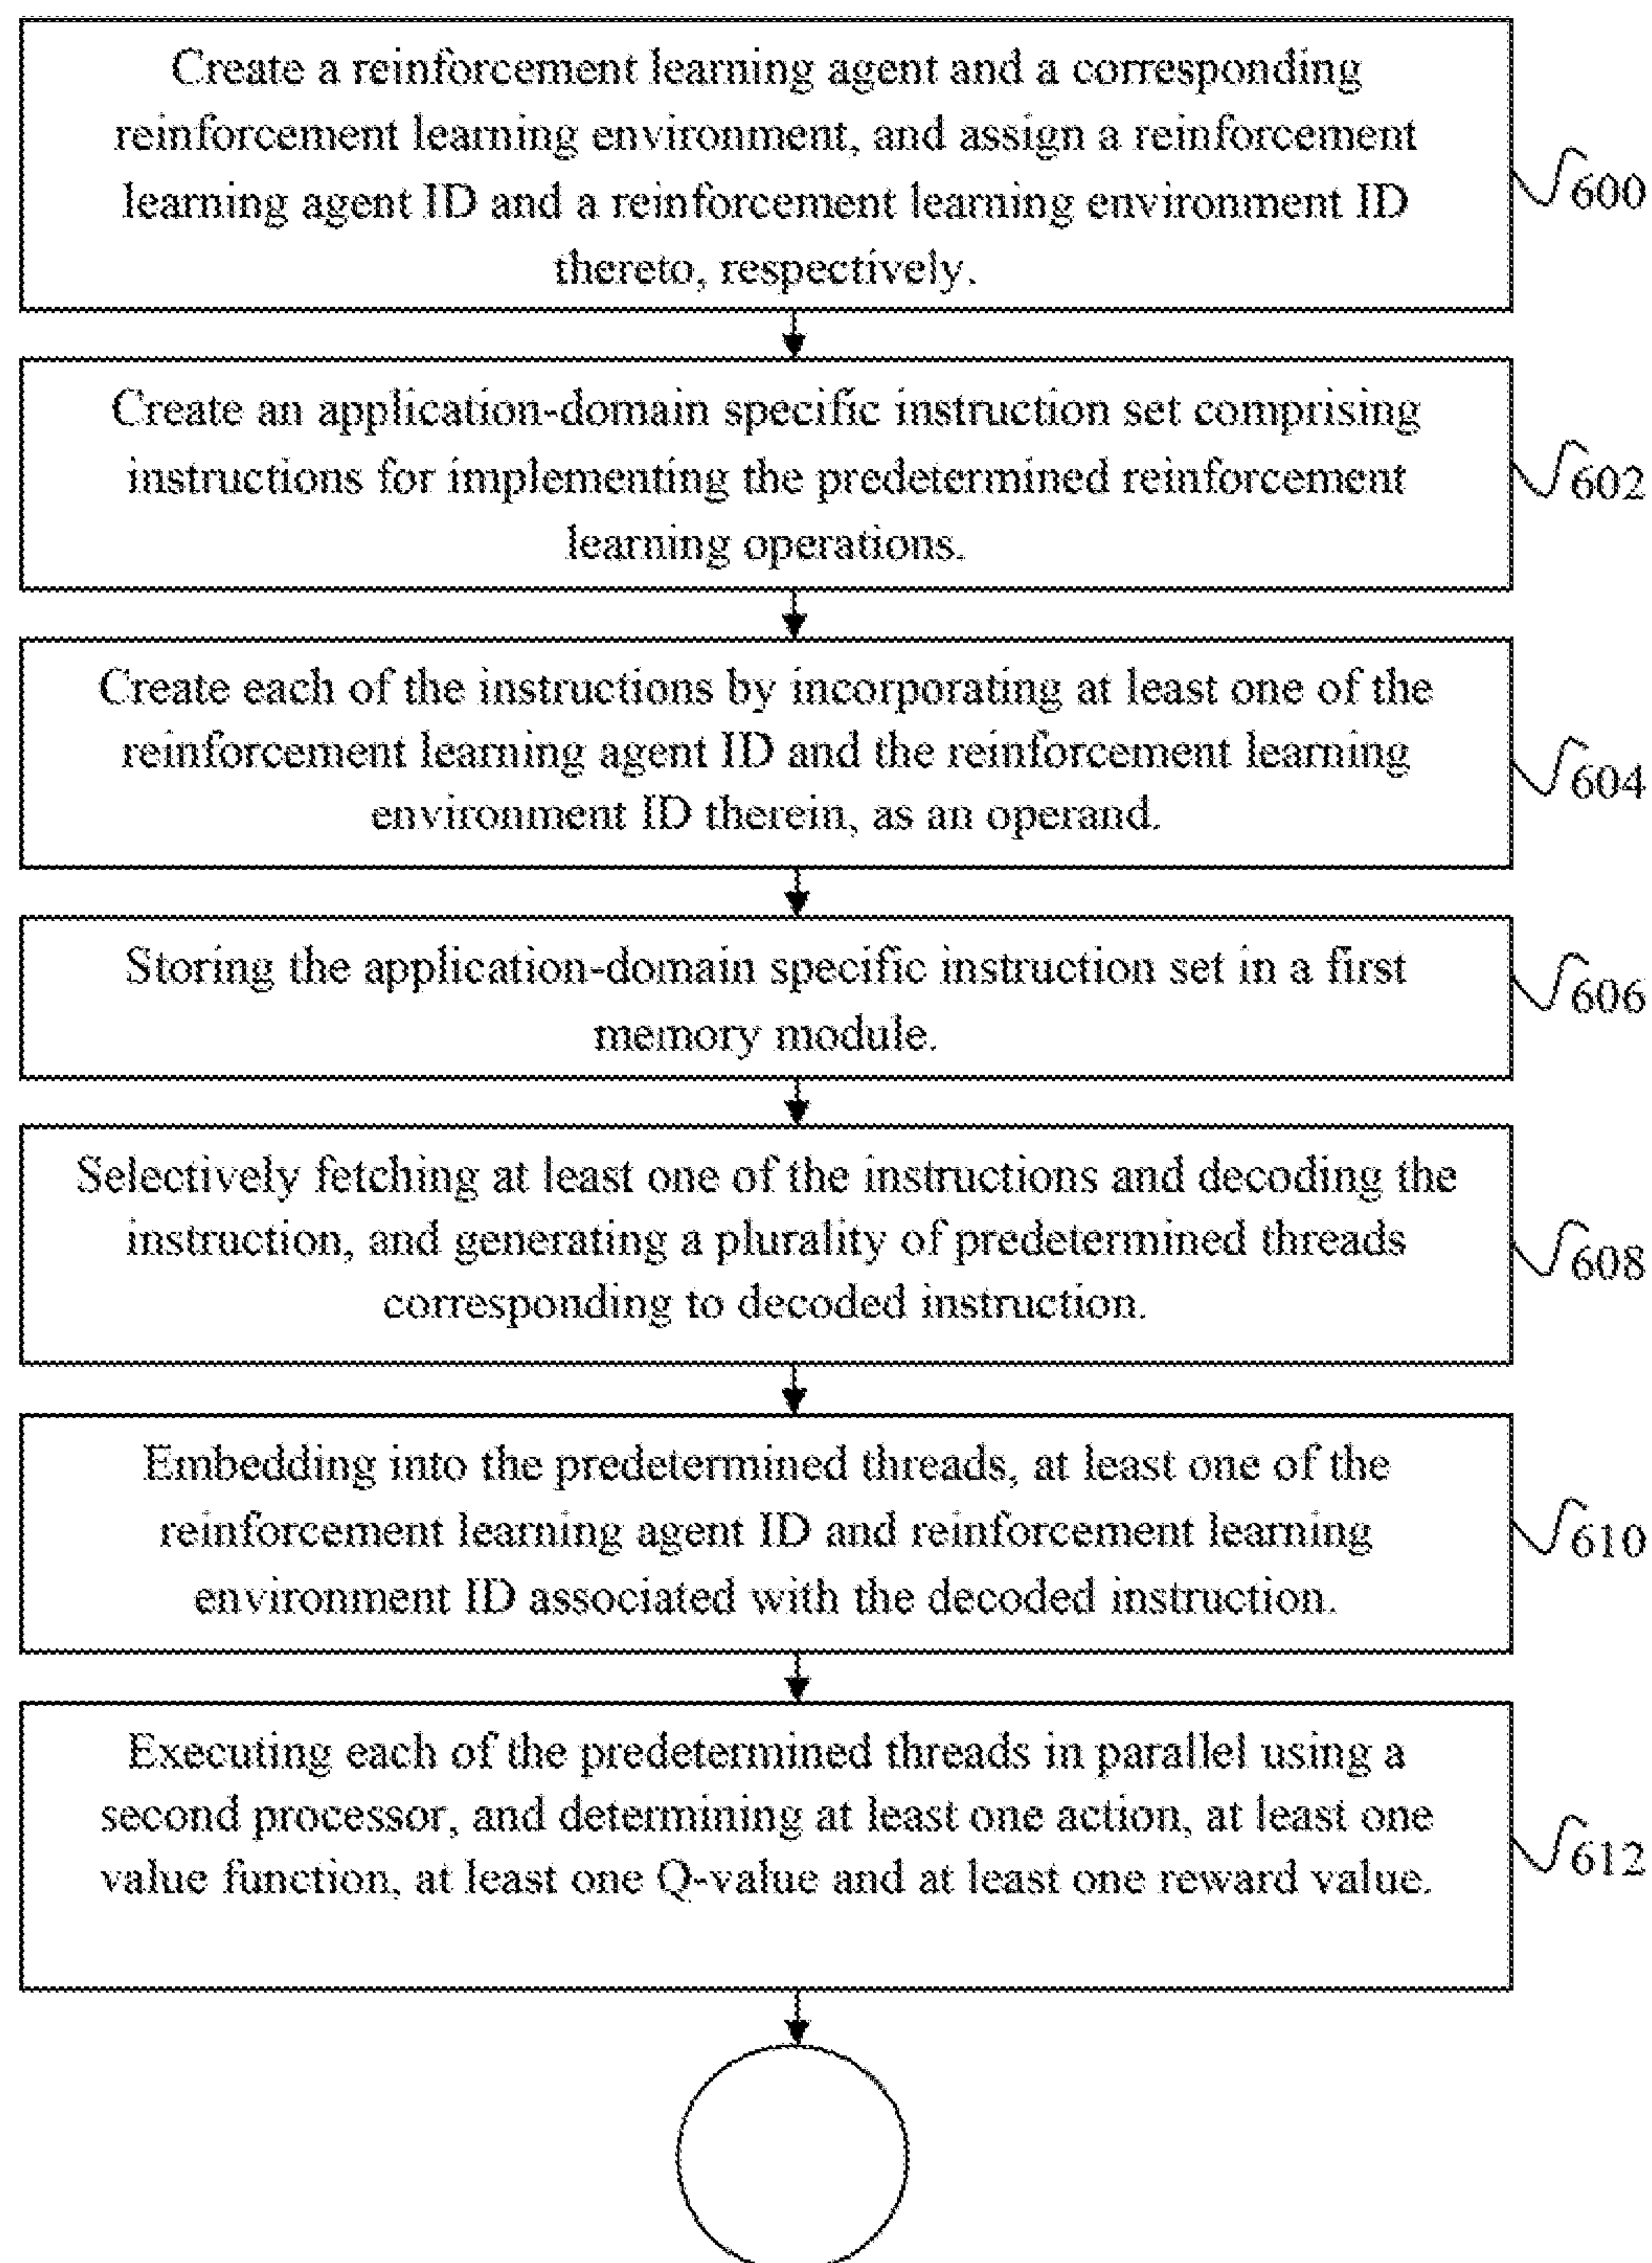 Create a reinforcement learning agent and a corresponding
reinforcement learning environment, and assign a reinforcement
learning agent ID and a reinforcement learning environment ID
thereto, respectively.
600
Create an application-domain specific instruction set comprising
instructions for implementing the predetermined reinforcement
learning operations.
602
Create each of the instructions by incorporating at least one of the
reinforcement learning agent ID and the reinforcement learning
environment ID therein, as an operand.
604
Storing the application-domain specific instruction set in a first
memory module.
606
Selectively fetching at least one of the instructions and decoding the
instruction, and generating a plurality of predetermined threads
corresponding to decoded instruction.
608
Embedding into the predetermined threads, at least one of the
reinforcement learning agent ID and reinforcement learning
environment ID associated with the decoded instruction.
610
Executing each of the predetermined threads in parallel using a
second processor, and determining at least one action, at least one
value function, at least one Q-value and at least one reward value.
612